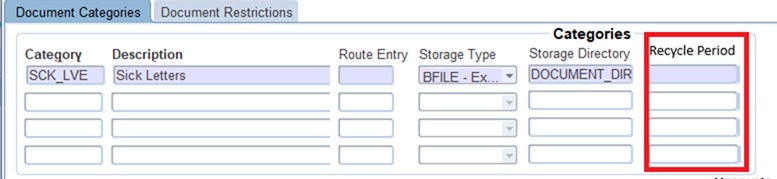 Document Categories Document Restrictions
Categories
Category Description Route Entry Storage Type Storage Directory Recycle Period
SCK_LVE Sick Letters BFILE - Ex... DOCUMENT_DIR